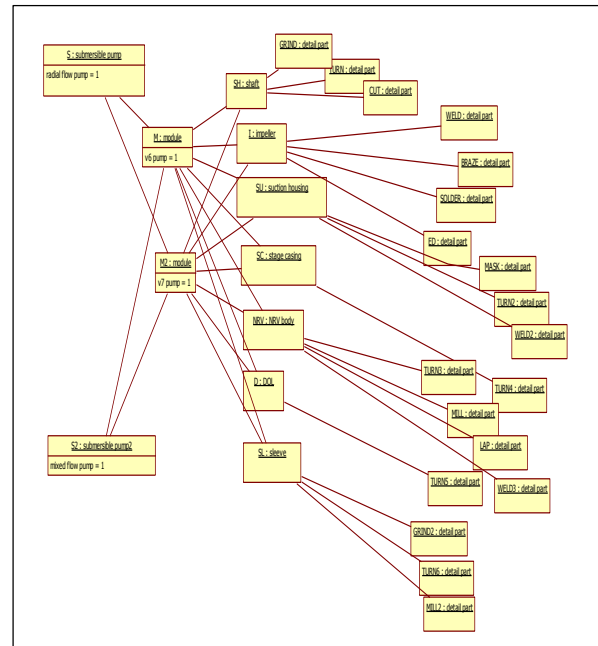 GRIND : detail part
S : submersible pump
radial flow pump = 1
TURN : detail part
SH : shaft
CUT : detail part
WELD : detail part
I : impeller
M : module
v6 pump = 1
BRAZE : detail part
SU : suction housing
SOLDER : detail part
ED : detail part
SC : stage casing
M2 : module
v7 pump = 1
MASK : detail part
TURN2 : detail part
NRV : NRV body
WELD2 : detail part
TURN3 : detail part
D : DOL
TURN4 : detail part
MILL : detail part
S2 : submersible pump2
mixed flow pump = 1
LAP : detail part
SL : sleeve
TURN5 : detail part
WELD3 : detail part
GRIND2 : detail part
TURN6 : detail part
MILL2 : detail part